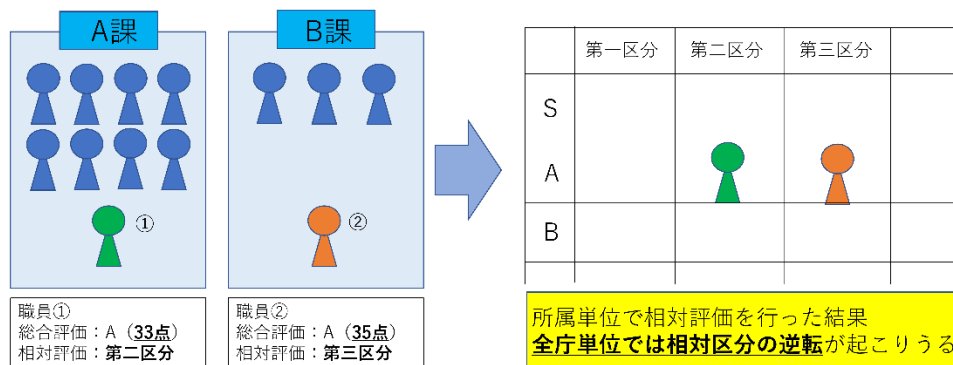 A課
B課
①
②
職員①
総合評価：A（33点）
相対評価：第二区分
職員②
総合評価：A（35点）
相対評価：第三区分
第一区分 第二区分 第三区分
S
A
B
所属単位で相対評価を行った結果
全庁単位では相対区分の逆転が起こりうる